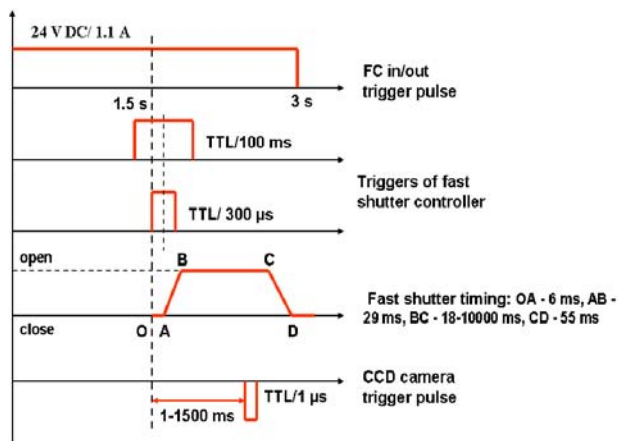 24 V DC/ 1.1 A
FC in/out
trigger pulse
1.5 s
3 s
TTL/100 ms
Triggers of fast
shutter controller
TTL/ 300 µs
open
B
C
Fast shutter timing: OA - 6 ms, AB -
29 ms, BC - 18-10000 ms, CD - 55 ms
close
O
A
D
CCD camera
trigger pulse
TTL/1 µs
1-1500 ms